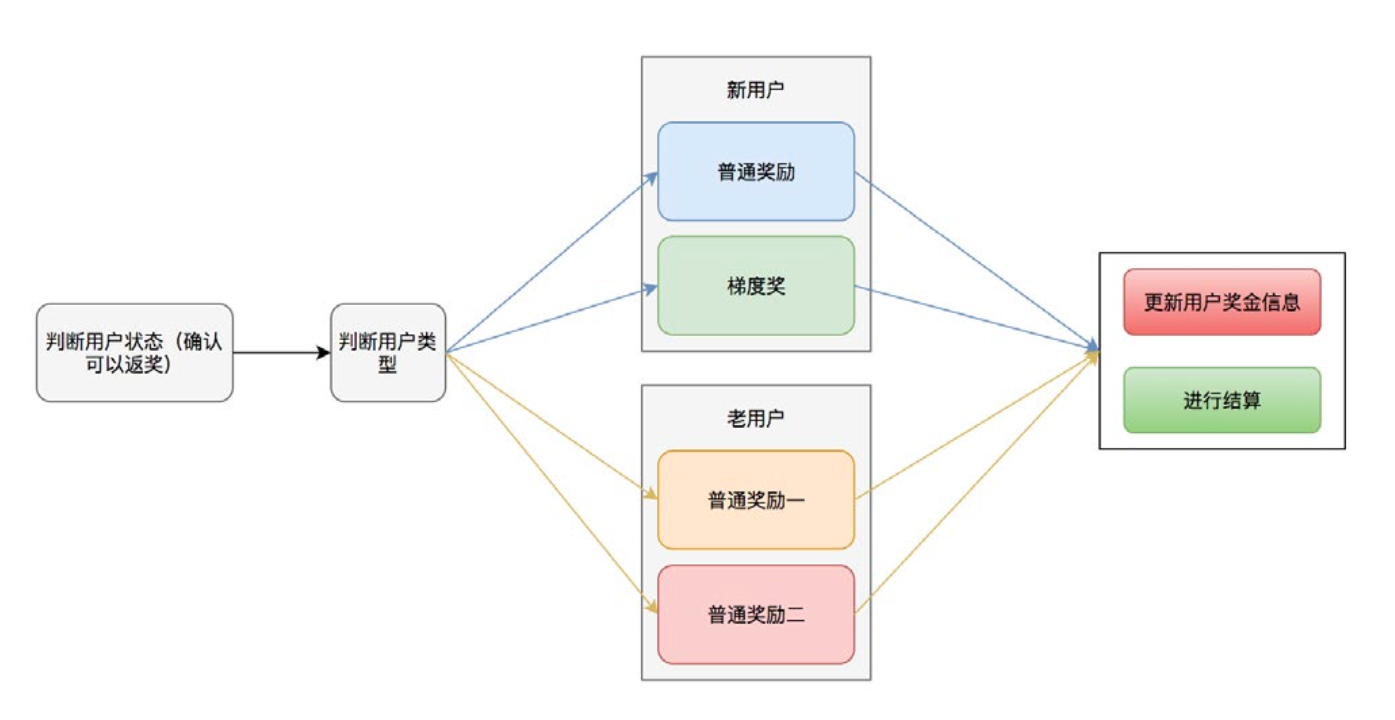 判断用户状态（确认
可以返奖）
判断用户类
型
新用户
普通奖励
梯度奖
老用户
普通奖励一
普通奖励二
更新用户奖金信息
进行结算